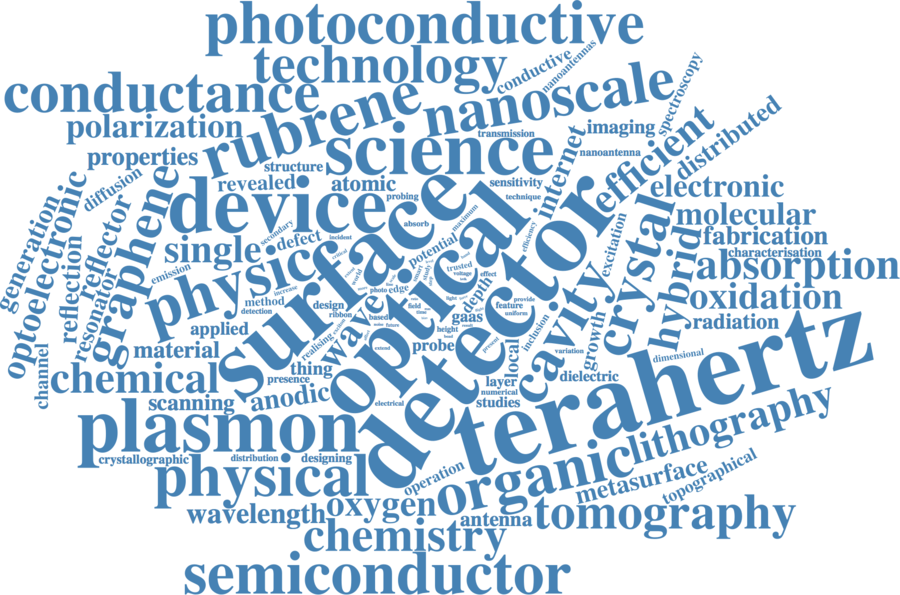 photoconductive
technology
conductive
nanoantennas
conductance
rubrene
nanoscale
spectroscopy
polarization
science
transmission
imaging
efficient
distributed
properties
structure
nanoantenna
internet
diffusion
revealed
atomic
sensitivity
electronic
generation
optoelectronic
reflector
graphene
device
probing
technique
molecular
absorb
maximum
secondary
incident
surface
optical
detector
efficiency
excitation
crystal
hybrid
fabrication
characterisation
reflection
resonator
single
defect
critical
potential
trusted
voltage
effect
absorption
emission
physics
increase
method
detection
photo
edge
depth
oxidation
design
ribbon
wave
based
field
time
light
gaas
feature
provide
uniform
cavity
radiation
applied
realising
future
height
inclusion
growth
terahertz
channel
material
probe
present
local
variation
dimensional
thing
extend
chemical
presence
layer
dielectric
scanning
anodic
electrical
numerical
studies
plasmon
lithography
crystallographic
distribution
designing
operation
organic
metasurface
topographical
physical
wavelength
oxygen
antenna
tomography
chemistry
semiconductor